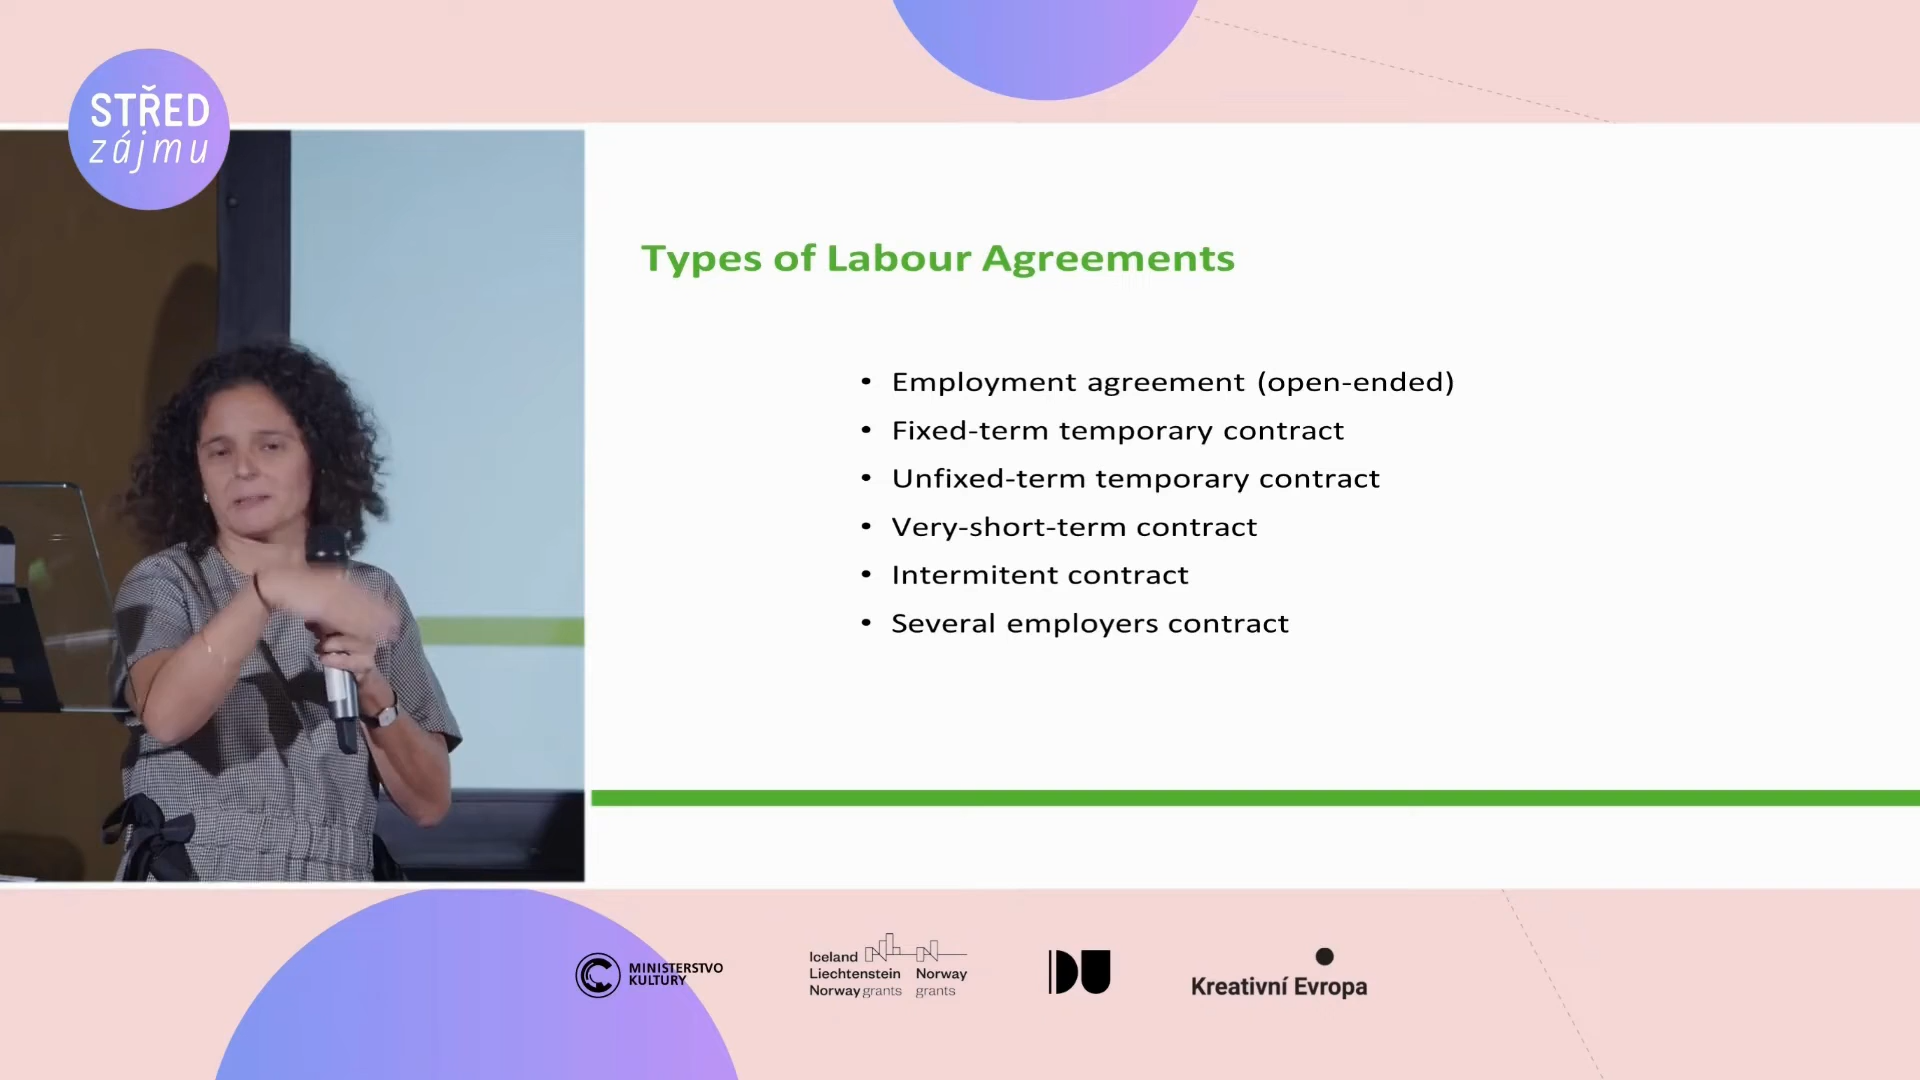 STŘED
zájmu
Types of Labour Agreements
• Employment agreement (open-ended)
• Fixed-term temporary contract
• Unfixed-term temporary contract
• Very-short-term contract
• Intermitent contract
• Several employers contract
MINISTERSTVO
KULTURY
Iceland
Liechtenstein
Norway grants
Norway
grants
DU
Kreativní Evropa